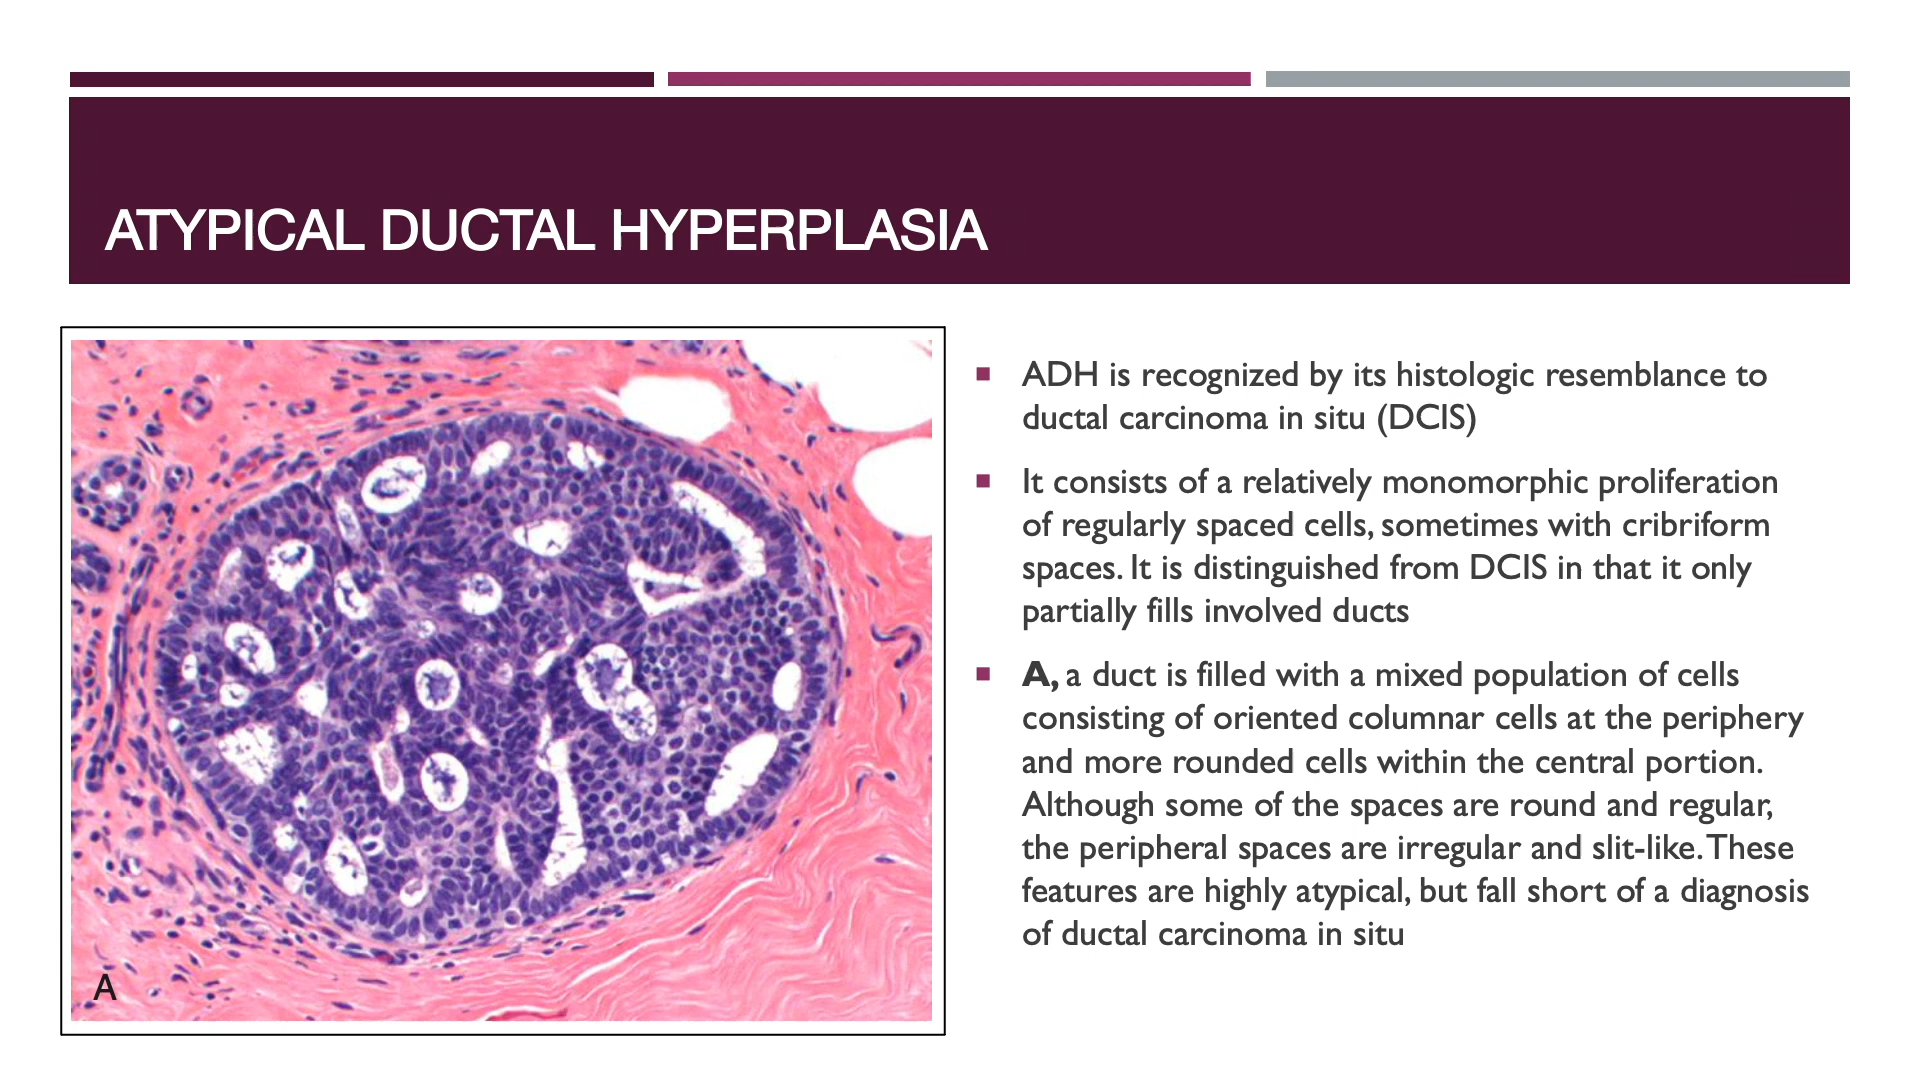 ATYPICAL DUCTAL HYPERPLASIA
A
ADH is recognized by its histologic resemblance to
ductal carcinoma in situ (DCIS)
It consists of a relatively monomorphic proliferation
of regularly spaced cells, sometimes with cribriform
spaces. It is distinguished from DCIS in that it only
partially fills involved ducts
A, a duct is filled with a mixed population of cells
consisting of oriented columnar cells at the periphery
and more rounded cells within the central portion.
Although some of the spaces are round and regular,
the peripheral spaces are irregular and slit-like. These
features are highly atypical, but fall short of a diagnosis
of ductal carcinoma in situ